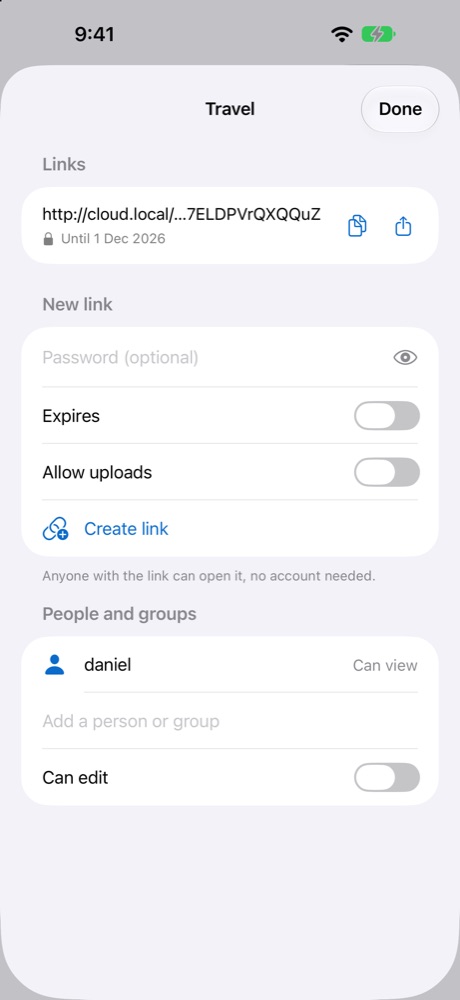 9:41
Travel
Done
Links
http://cloud.local/...7ELDPVrQXQQuZ
Until 1 Dec 2026
New link
Password (optional)
Expires
Allow uploads
Create link
Anyone with the link can open it, no account needed.
People and groups
daniel
Can view
Add a person or group
Can edit